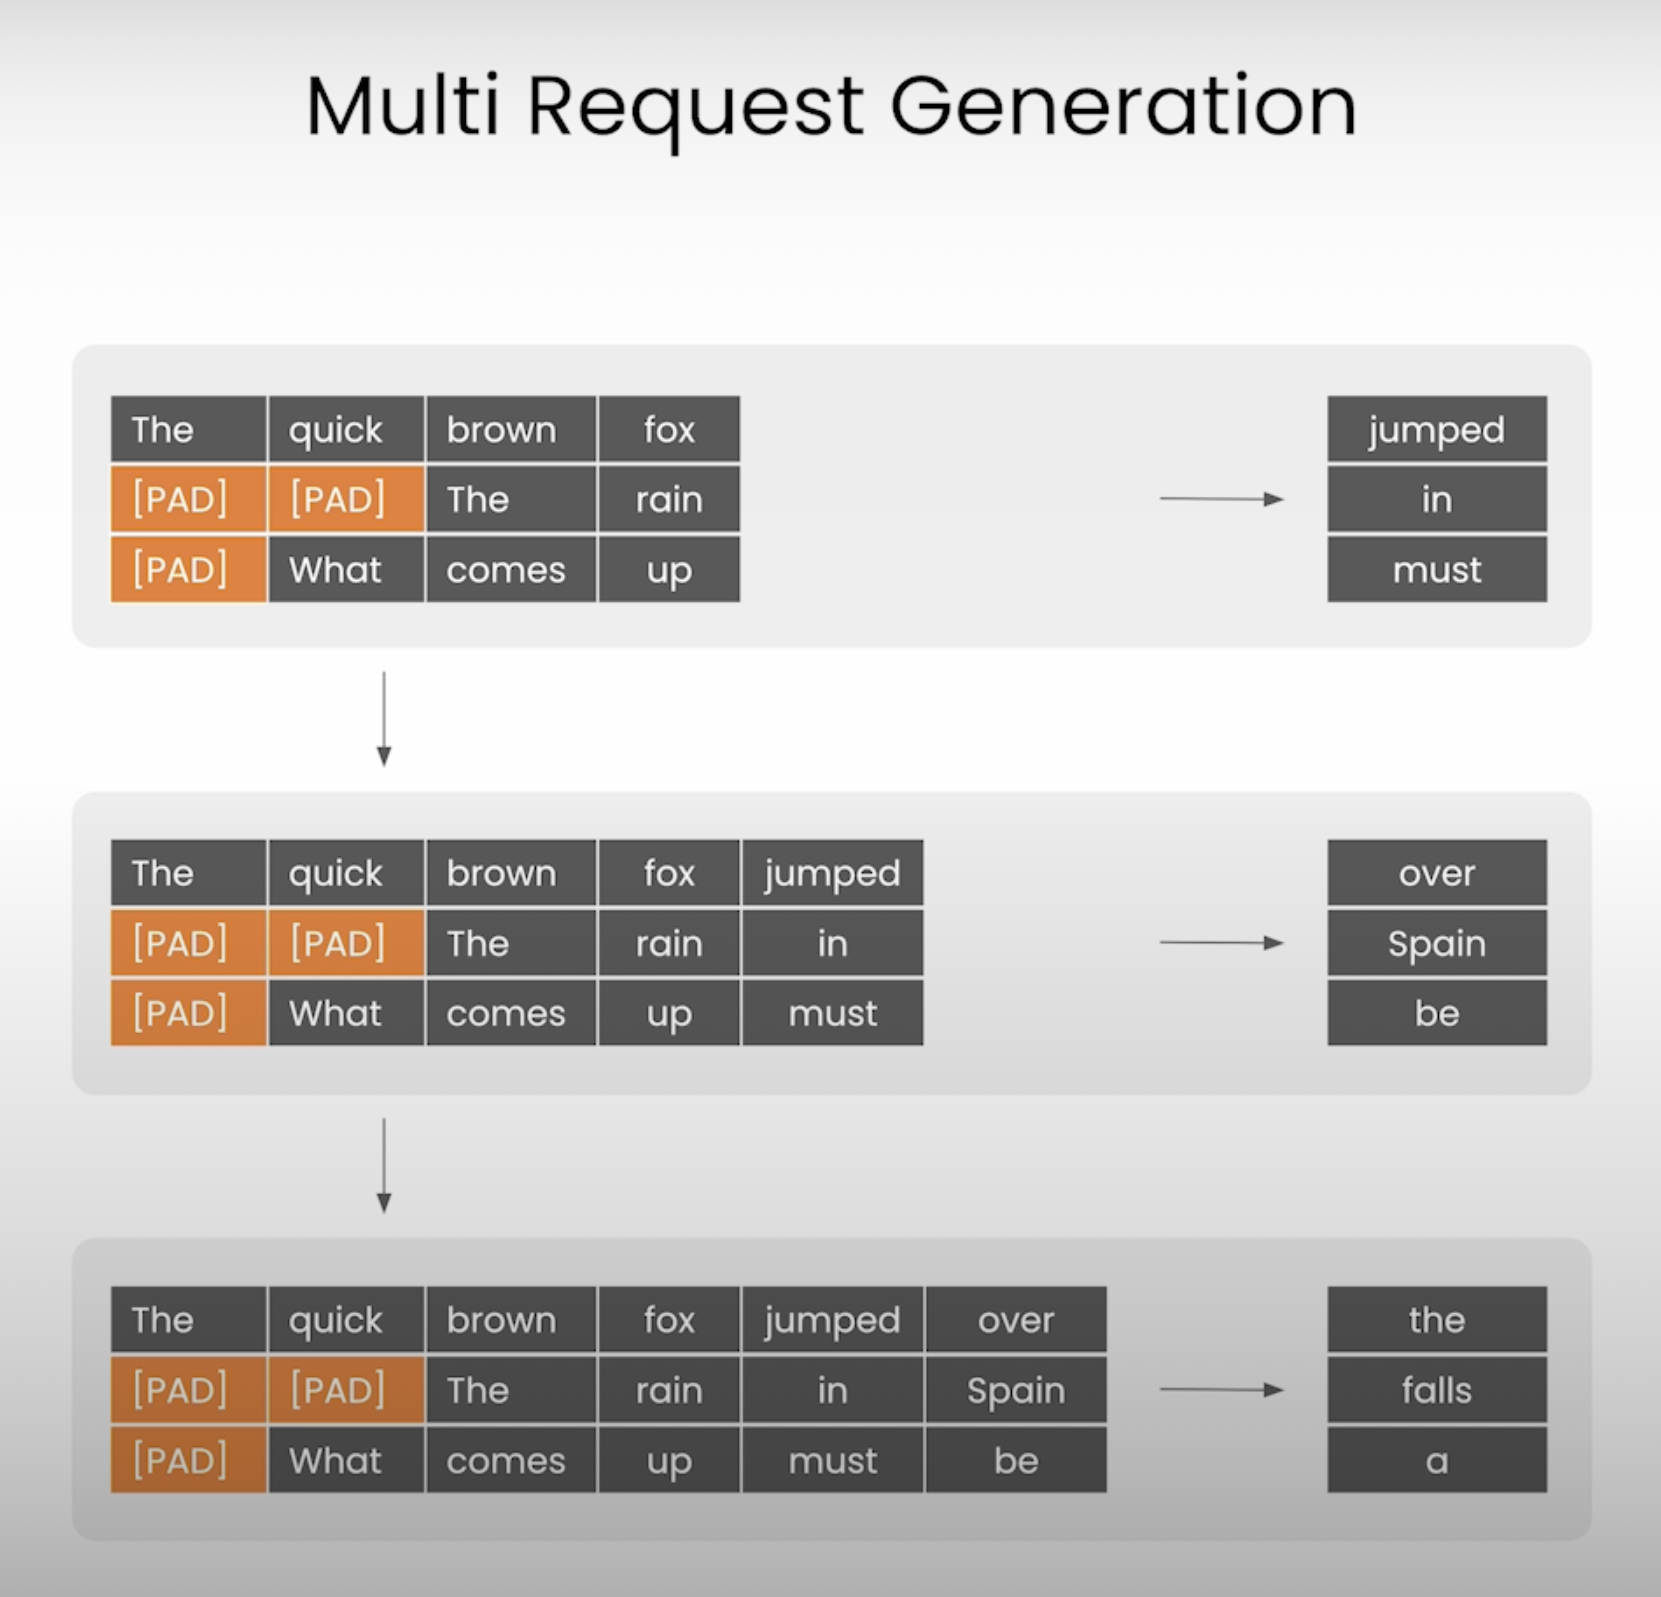 Multi Request Generation
The quick brown fox jumped
[PAD] [PAD] The rain in
[PAD] What comes up must
The quick brown fox jumped over
[PAD] [PAD] The rain in Spain
[PAD] What comes up must be
The quick brown fox jumped over the
[PAD] [PAD] The rain in Spain falls
[PAD] What comes up must be a